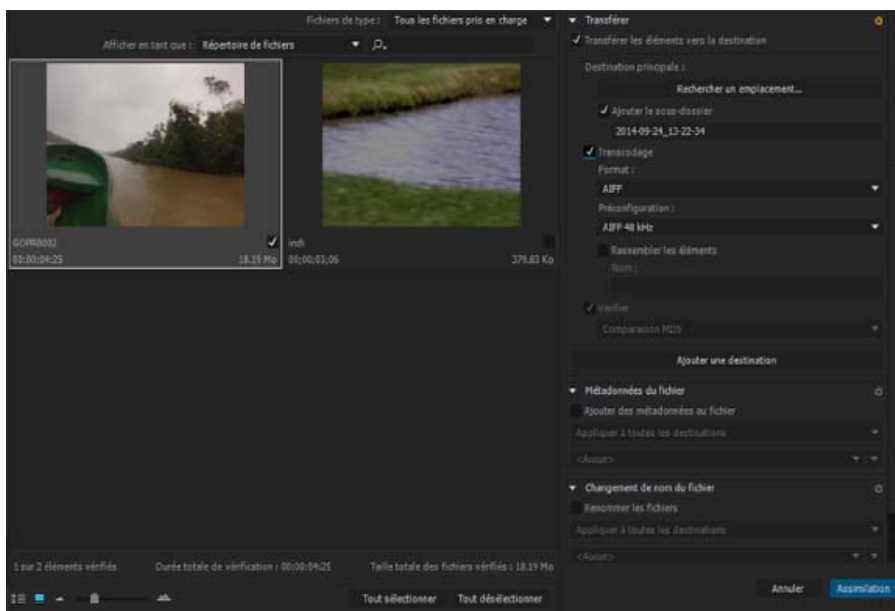 Fichiers de type : Tous les fichiers pris en charge
Afficher en tant que : Répertoire de fichiers
GOPR0002
00:00:04:25 18.19 Mo
indi
00;00;03;06 379.83 Ko
1 sur 2 éléments vérifiés Durée totale de vérification : 00:00:04:25 Taille totale des fichiers vérifiés : 18.19 Mo
Tout sélectionner Tout désélectionner
Transférer
Transférer les éléments vers la destination
Destination principale :
Rechercher un emplacement...
Ajouter le sous-dossier
2014-09-24_13-22-34
Transcodage
Format :
AIFF
Préconfiguration :
AIFF 48 kHz
Rassembler les éléments
Nom :
Vérifier
Comparaison MD5
Ajouter une destination
Métadonnées du fichier
Ajouter des métadonnées au fichier
Appliquer à toutes les destinations
<Aucun>
Changement de nom du fichier
Renommer les fichiers
Appliquer à toutes les destinations
<Aucun>
Annuler Assimilation